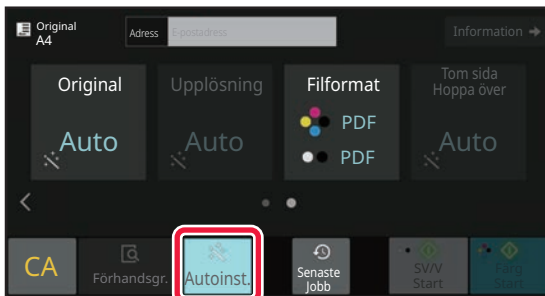 Original
A4
Adress
E-postadress
Information
Original
Upplösning
Filformat
Tom sida
Hoppa över
Auto
Auto
PDF
PDF
Auto
CA
Förhandsgr.
Autoinst.
Senaste
Jobb
SV/V
Start
Färg
Start